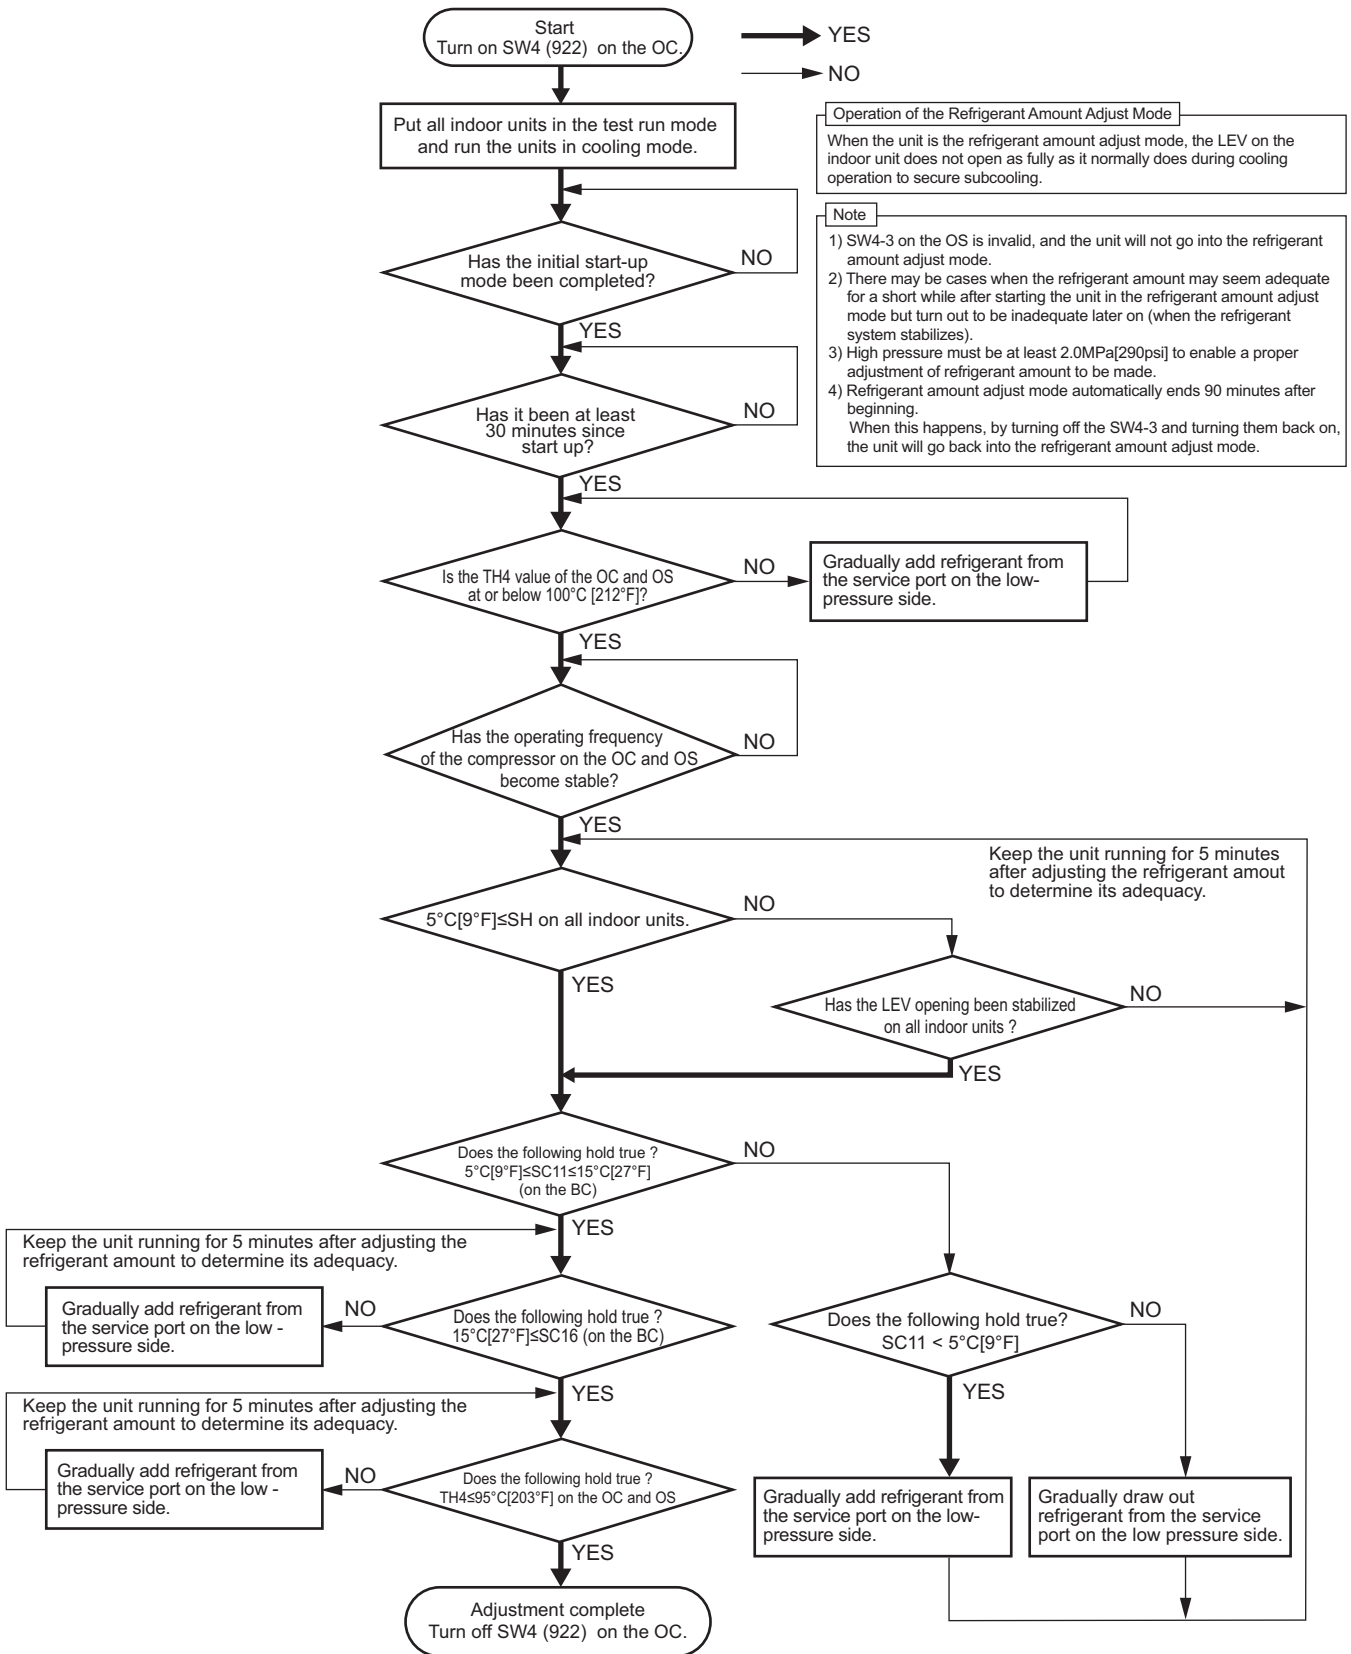 Start
Turn on SW4 (922) on the OC.
YES
NO
Put all indoor units in the test run mode
and run the units in cooling mode.
Operation of the Refrigerant Amount Adjust Mode
When the unit is the refrigerant amount adjust mode, the LEV on the
indoor unit does not open as fully as it normally does during cooling
operation to secure subcooling.
Note
1) SW4-3 on the OS is invalid, and the unit will not go into the refrigerant
amount adjust mode.
2) There may be cases when the refrigerant amount may seem adequate
for a short while after starting the unit in the refrigerant amount adjust
mode but turn out to be inadequate later on (when the refrigerant
system stabilizes).
3) High pressure must be at least 2.0MPa[290psi] to enable a proper
adjustment of refrigerant amount to be made.
4) Refrigerant amount adjust mode automatically ends 90 minutes after
beginning.
When this happens, by turning off the SW4-3 and turning them back on,
the unit will go back into the refrigerant amount adjust mode.
Has the initial start-up
mode been completed?
NO
YES
Has it been at least
30 minutes since
start up?
NO
YES
Is the TH4 value of the OC and OS
at or below 100°C [212°F]?
NO
Gradually add refrigerant from
the service port on the low-
pressure side.
YES
Has the operating frequency
of the compressor on the OC and OS
become stable?
NO
YES
Keep the unit running for 5 minutes
after adjusting the refrigerant amout
to determine its adequacy.
5°C[9°F]≤SH on all indoor units.
NO
YES
Has the LEV opening been stabilized
on all indoor units ?
NO
YES
Does the following hold true ?
5°C[9°F]≤SC11≤15°C[27°F]
(on the BC)
NO
YES
Keep the unit running for 5 minutes after adjusting the
refrigerant amount to determine its adequacy.
Gradually add refrigerant from
the service port on the low -
pressure side.
NO
Does the following hold true ?
15°C[27°F]≤SC16 (on the BC)
Does the following hold true?
SC11 < 5°C[9°F]
NO
YES
YES
Keep the unit running for 5 minutes after adjusting the
refrigerant amount to determine its adequacy.
Gradually add refrigerant from
the service port on the low -
pressure side.
NO
Does the following hold true ?
TH4≤95°C[203°F] on the OC and OS
Gradually add refrigerant from
the service port on the low-
pressure side.
Gradually draw out
refrigerant from the service
port on the low pressure side.
YES
Adjustment complete
Turn off SW4 (922) on the OC.